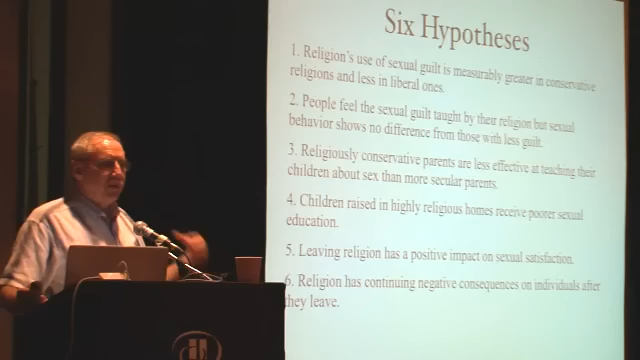 Six Hypotheses
1. Religion's use of sexual guilt is measurably greater in conservative
religions and less in liberal ones.
2. People feel the sexual guilt taught by their religion but sexual
behavior shows no difference from those with less guilt.
3. Religiously conservative parents are less effective at teaching their
children about sex than more secular parents.
4. Children raised in highly religious homes receive poorer sexual
education.
5. Leaving religion has a positive impact on sexual satisfaction.
6. Religion has continuing negative consequences on individuals after
they leave.